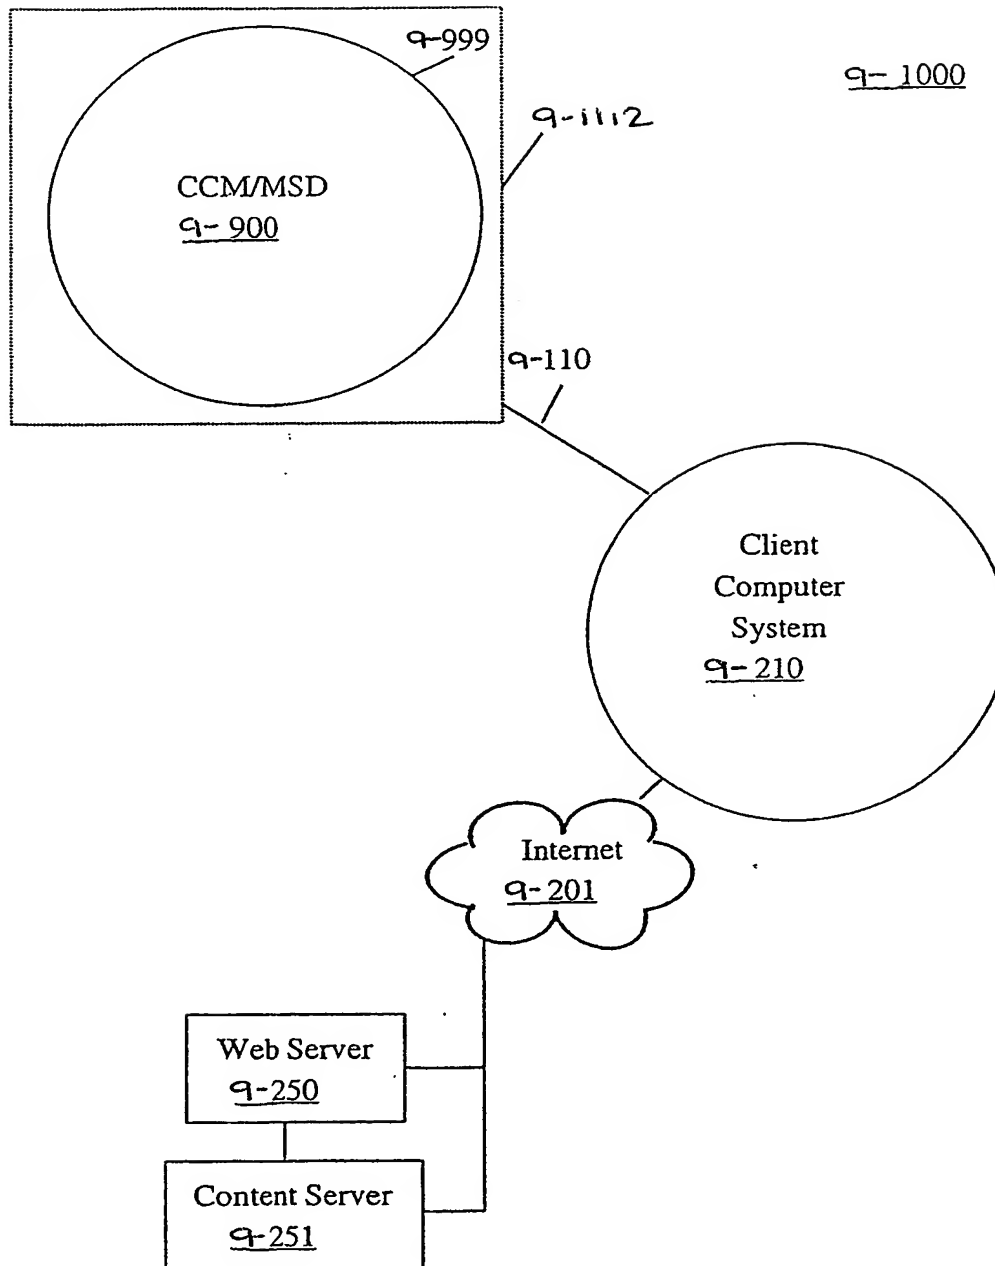 9-999
9-1000
9-1112
CCM/MSD
9-900
9-110
Client
Computer
System
9-210
Internet
9-201
Web Server
9-250
Content Server
9-251